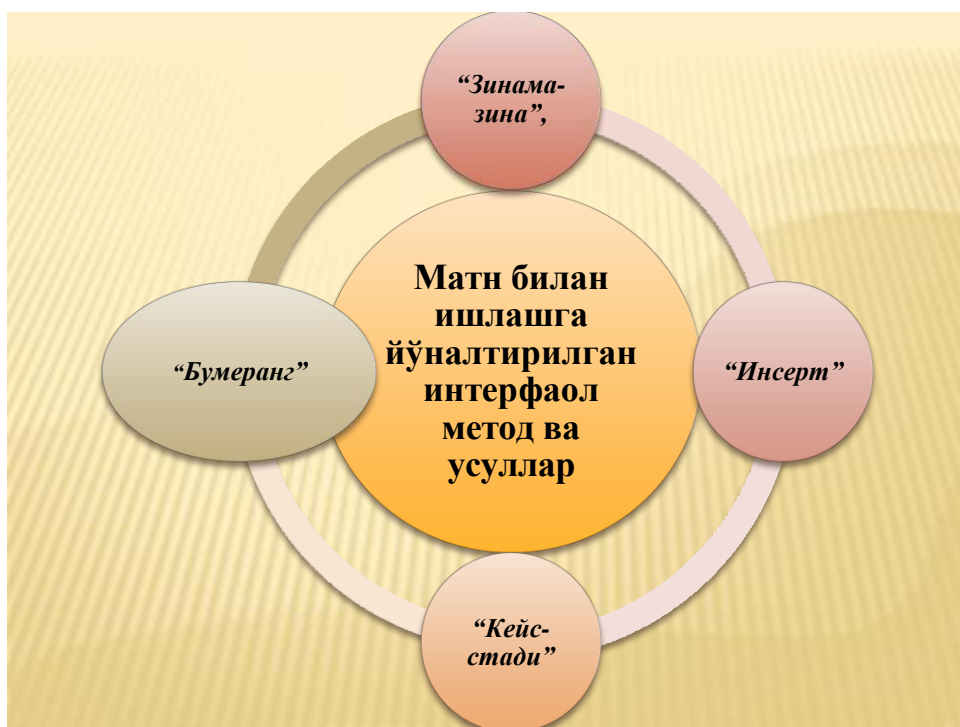 “Зинама-
зина”,
Матн билан
ишлашга
йўналтирилган
интерфаол
метод ва
усуллар
“Бумеранг”
“Инсерт”
“Кейс-
стади”